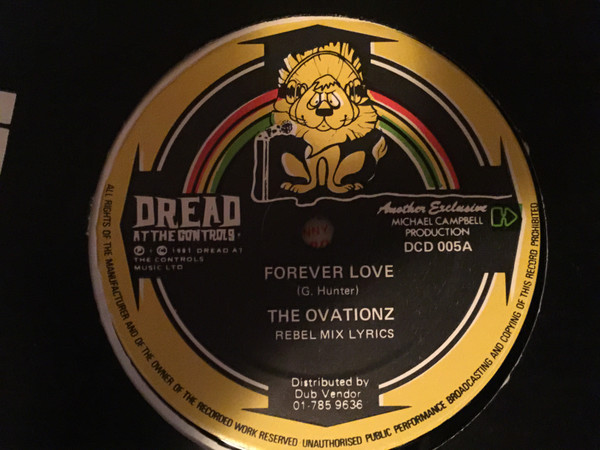 DREAD
AT THE CONTROLS
℗ © 1981 DREAD AT
THE CONTROLS
MUSIC LTD
Another Exclusive
MICHAEL CAMPBELL
PRODUCTION
DCD 005A
FOREVER LOVE
(G. Hunter)
THE OVATIONZ
REBEL MIX LYRICS
Distributed by
Dub Vendor
01-785 9636
ALL RIGHTS OF THE MANUFACTURER AND OF THE OWNER OF THE RECORDED WORK RESERVED UNAUTHORISED PUBLIC PERFORMANCE BROADCASTING AND COPYING OF THIS RECORD PROHIBITED